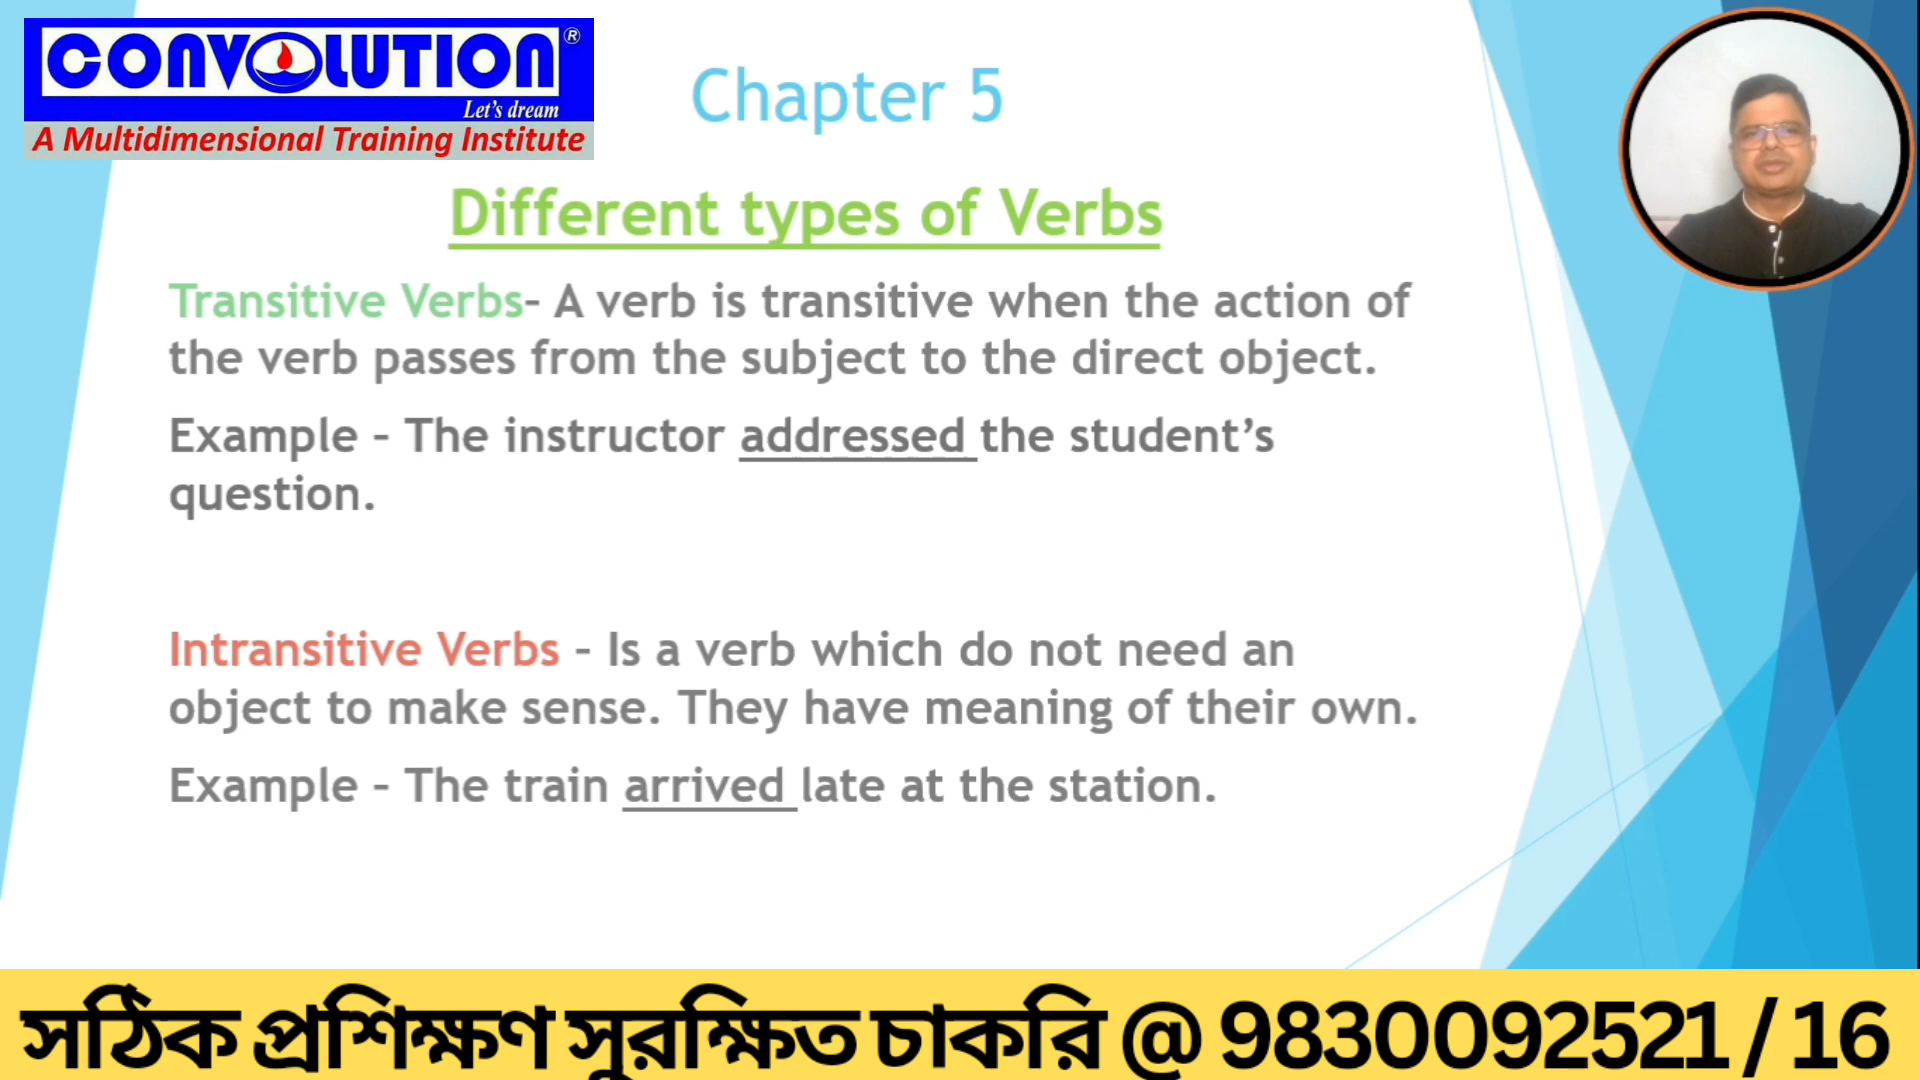 CONVOLUTION®
Let's dream
A Multidimensional Training Institute
Chapter 5
Different types of Verbs
Transitive Verbs– A verb is transitive when the action of
the verb passes from the subject to the direct object.
Example – The instructor addressed the student’s
question.
Intransitive Verbs – Is a verb which do not need an
object to make sense. They have meaning of their own.
Example – The train arrived late at the station.
সঠিক প্রশিক্ষণ সুরক্ষিত চাকরি @ 9830092521 / 16